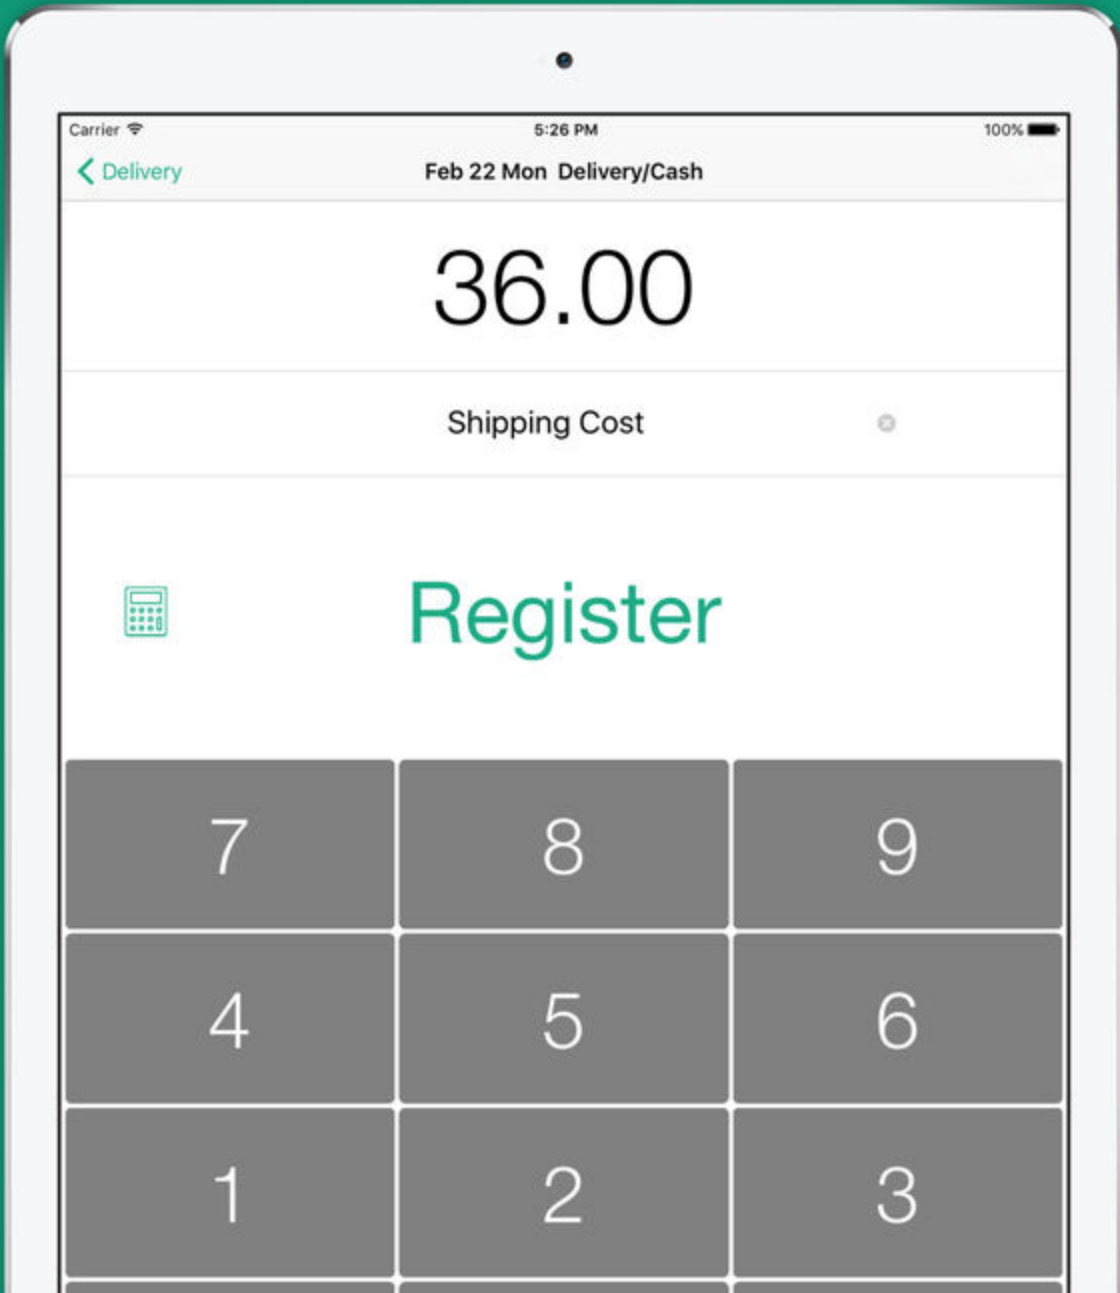 Carrier 5:26 PM 100%
Delivery Feb 22 Mon Delivery/Cash
36.00
Shipping Cost
Register
7 8 9
4 5 6
1 2 3